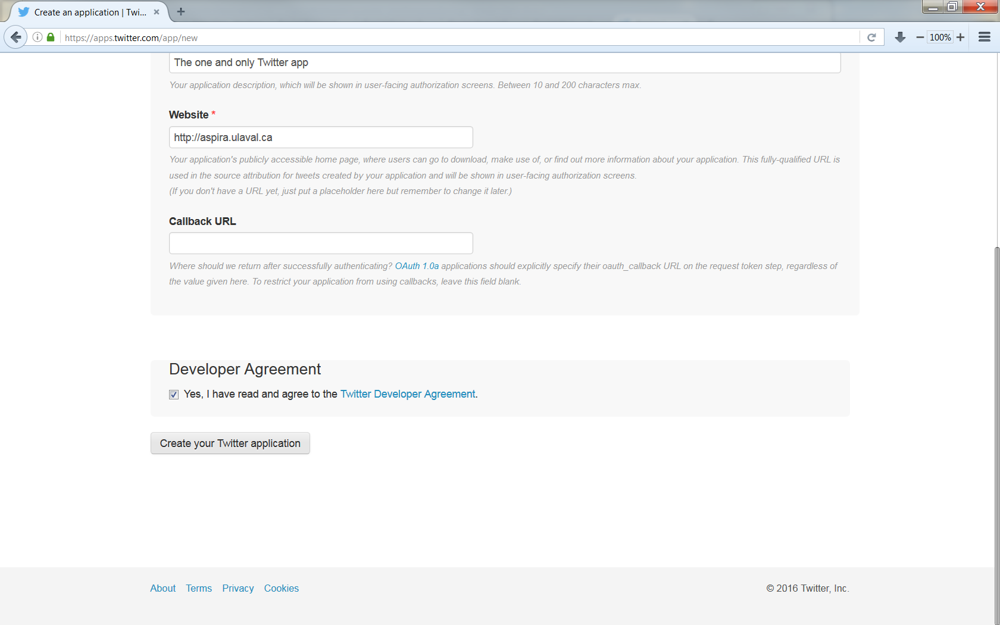 Create an application | Twi...
https://apps.twitter.com/app/new
100%
The one and only Twitter app
Your application description, which will be shown in user-facing authorization screens. Between 10 and 200 characters max.
Website *
http://aspira.ulaval.ca
Your application's publicly accessible home page, where users can go to download, make use of, or find out more information about your application. This fully-qualified URL is
used in the source attribution for tweets created by your application and will be shown in user-facing authorization screens.
(If you don't have a URL yet, just put a placeholder here but remember to change it later.)
Callback URL
Where should we return after successfully authenticating? OAuth 1.0a applications should explicitly specify their oauth_callback URL on the request token step, regardless of
the value given here. To restrict your application from using callbacks, leave this field blank.
Developer Agreement
Yes, I have read and agree to the Twitter Developer Agreement.
Create your Twitter application
About Terms Privacy Cookies © 2016 Twitter, Inc.